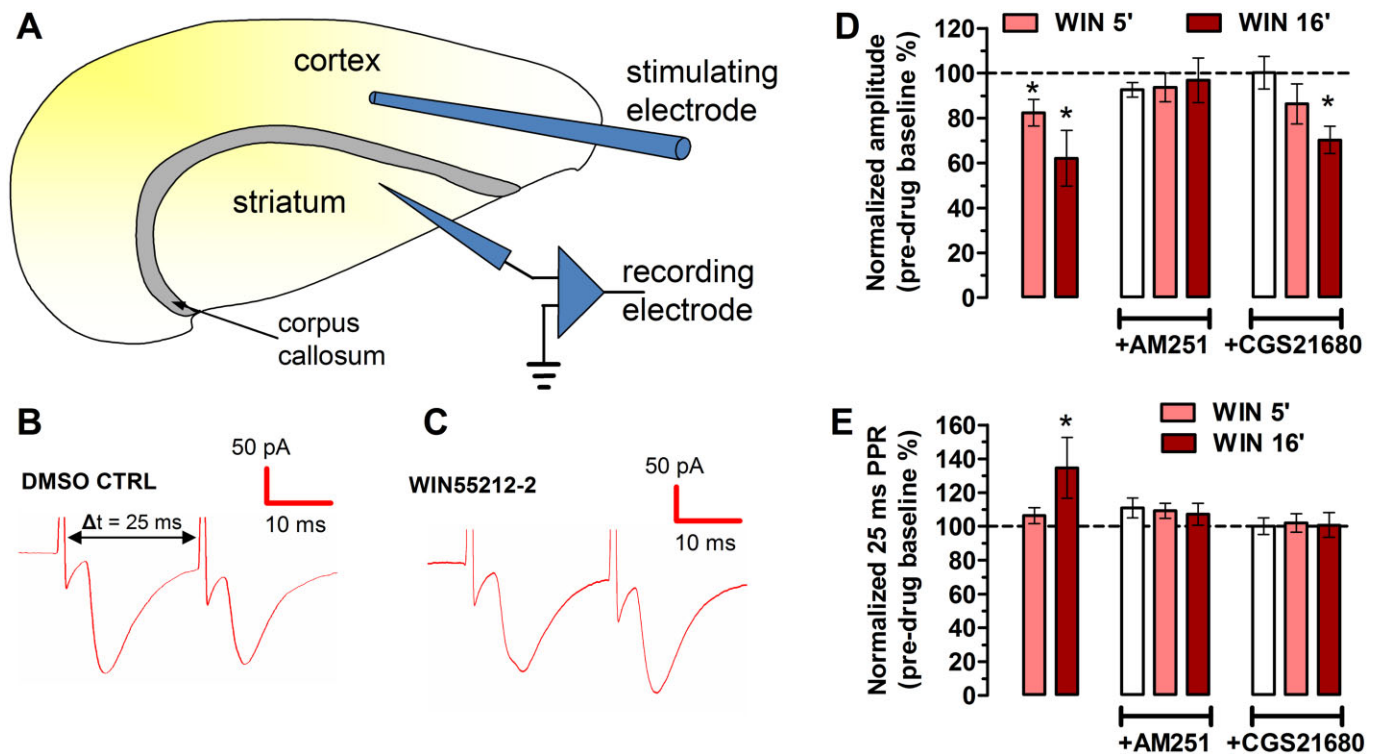 A
cortex
stimulating
electrode
striatum
recording
electrode
corpus
callosum
B
DMSO CTRL
50 pA
10 ms
Δt = 25 ms
C
WIN55212-2
50 pA
10 ms
D
WIN 5' WIN 16'
Normalized amplitude
(pre-drug baseline %)
120
100
80
60
40
20
0
* * *
+AM251 +CGS21680
E
WIN 5'
WIN 16'
Normalized 25 ms PPR
(pre-drug baseline %)
160
140
120
100
80
60
40
20
0
*
+AM251 +CGS21680